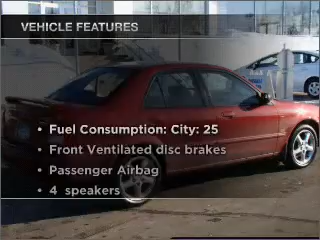 VEHICLE FEATURES
• Fuel Consumption: City: 25
• Front Ventilated disc brakes
• Passenger Airbag
• 4 speakers